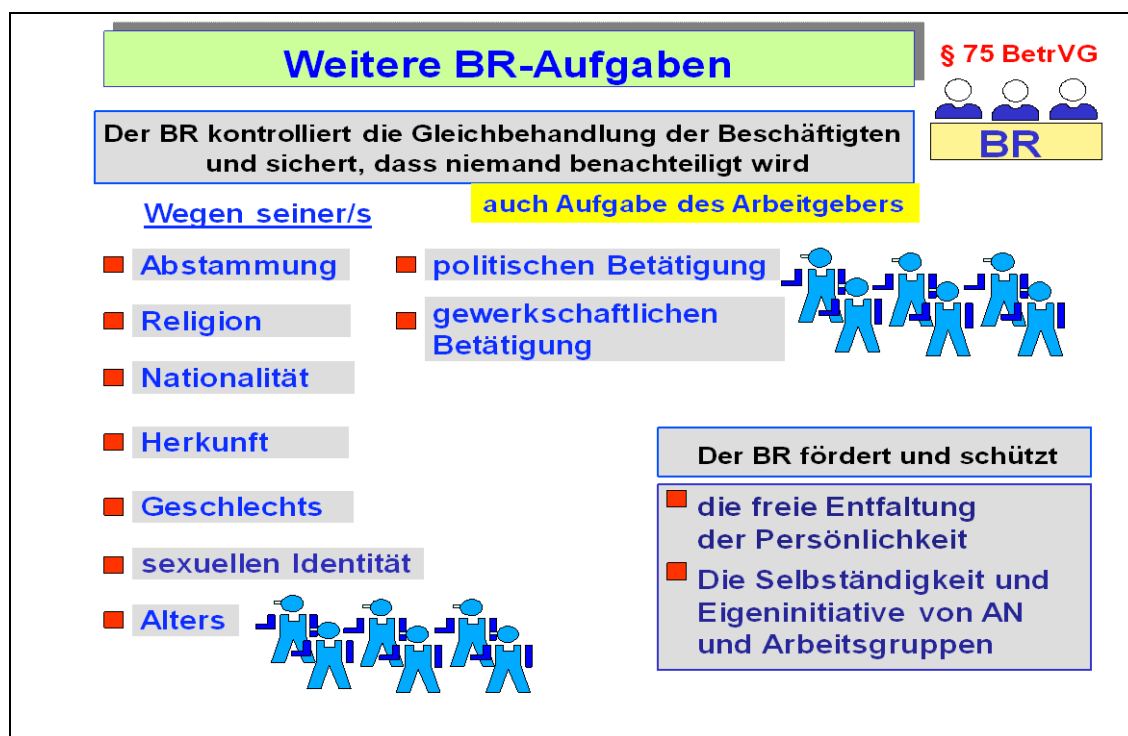 Weitere BR-Aufgaben
§ 75 BetrVG
BR
Der BR kontrolliert die Gleichbehandlung der Beschäftigten
und sichert, dass niemand benachteiligt wird
auch Aufgabe des Arbeitgebers
Wegen seiner/s
Abstammung
Religion
Nationalität
Herkunft
Geschlechts
sexuellen Identität
Alters
politischen Betätigung
gewerkschaftlichen
Betätigung
Der BR fördert und schützt
die freie Entfaltung
der Persönlichkeit
Die Selbständigkeit und
Eigeninitiative von AN
und Arbeitsgruppen